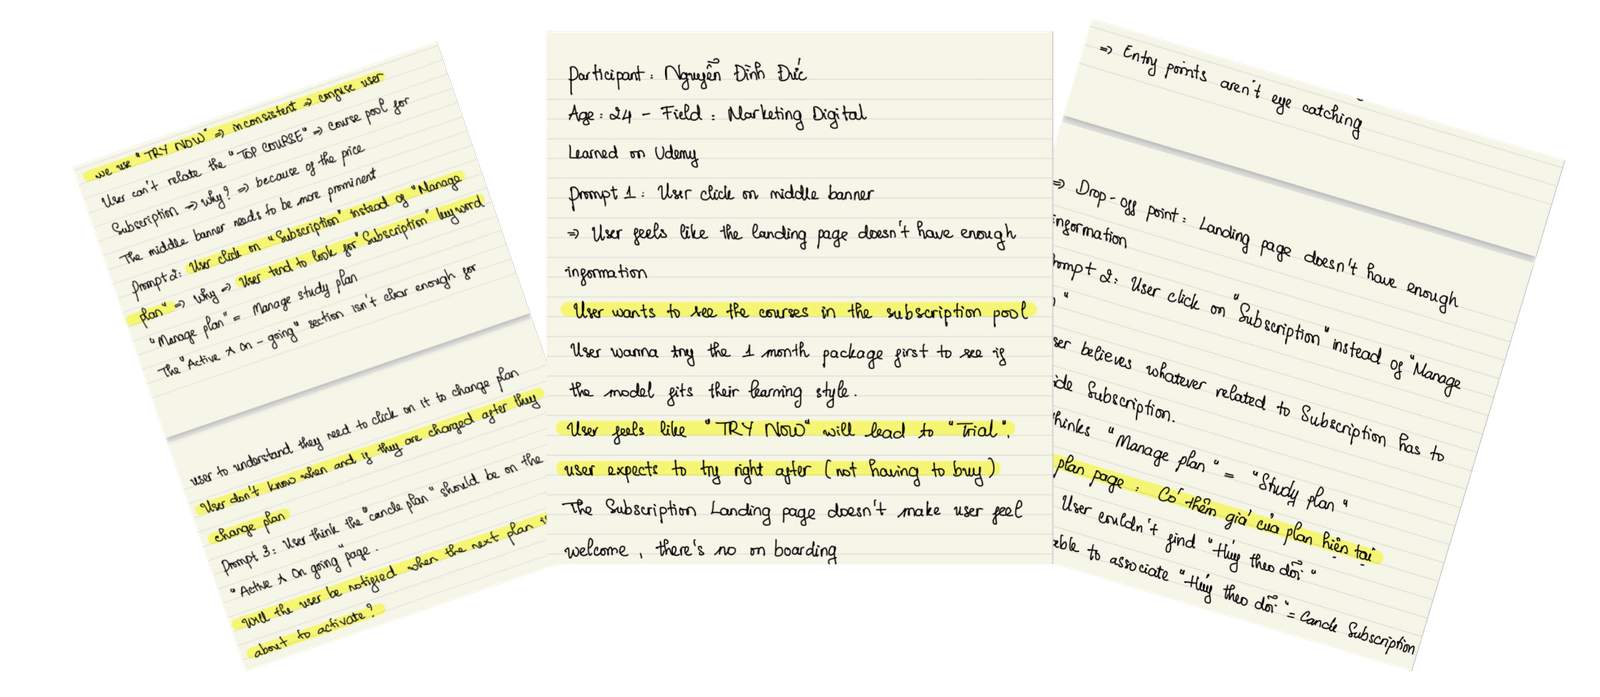 we use "TRY NOW" => inconsistent => confuse user
User can't relate the "TOP COURSE" => course pool for
Subscription => why? => because of the price
The middle banner needs to be more prominent
Prompt 2: User click on "Subscription" instead of "Manage
plan" => why => User tend to look for "Subscription" keyword
"Manage plan" = Manage study plan
The "Active & on-going" section isn't clear enough for
user to understand they need to click on it to change plan
User don't know when and if they are charged after they
change plan
Prompt 3: User think the "cancle plan" should be on the
"Active & On going" page.
Will the user be notified when the next plan is
about to activate?
Participant: Nguyễn Đình Đức
Age: 24 - Field: Marketing Digital
Learned on Udemy
Prompt 1: User click on middle banner
=> User feels like the landing page doesn't have enough
information
User wants to see the courses in the subscription pool
User wanna try the 1 month package first to see if
the model fits their learning style.
User feels like "TRY NOW" will lead to "Trial".
user expects to try right after (not having to buy)
The Subscription Landing page doesn't make user feel
welcome, there's no on boarding
=> Entry points aren't eye catching
=> Drop-off point: Landing page doesn't have enough
information
ompt 2: User click on "Subscription" instead of "Manage
"
ser believes whatever related to Subscription has to
ide Subscription.
hinks "Manage plan" = "Study plan"
plan page: Có thêm giá của plan hiện tại
User couldn't find "Hủy theo dõi"
able to associate "Hủy theo dõi" = Cancle Subscription